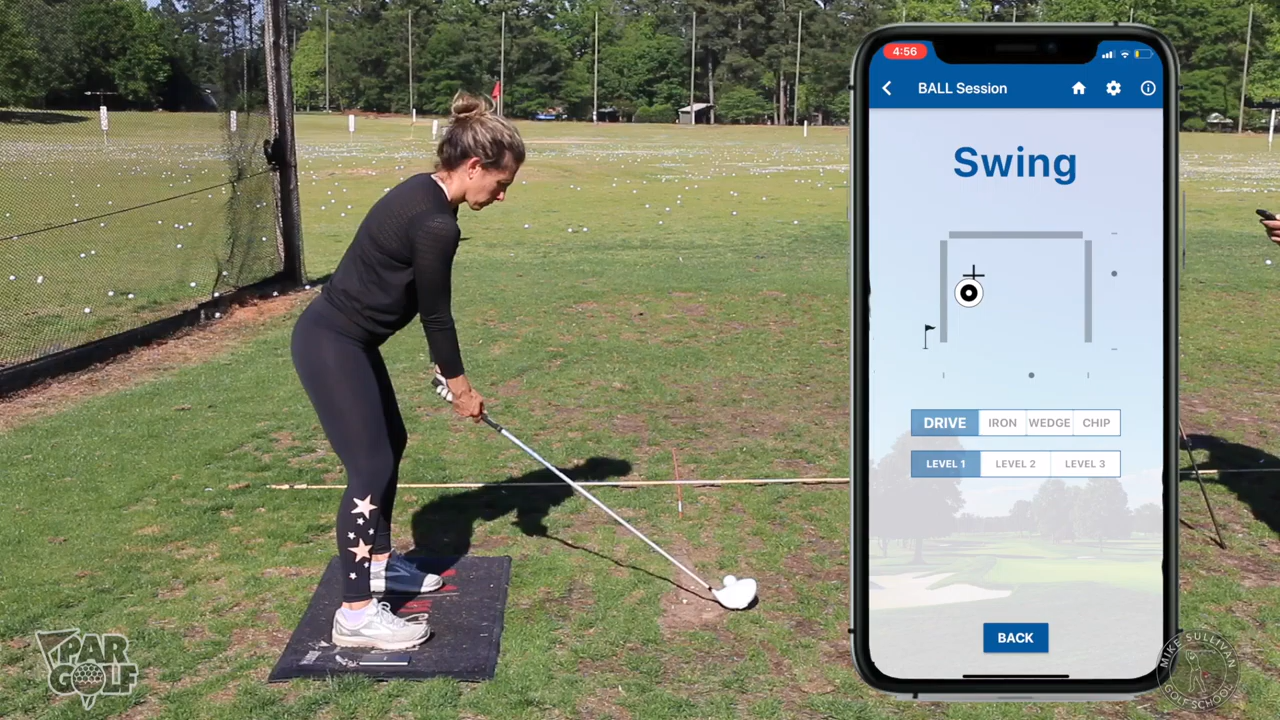 4:56
BALL Session
Swing
DRIVE IRON WEDGE CHIP
LEVEL 1 LEVEL 2 LEVEL 3
BACK
PAR
GOLF
MIKE SULLIVAN
GOLF SCHOOL